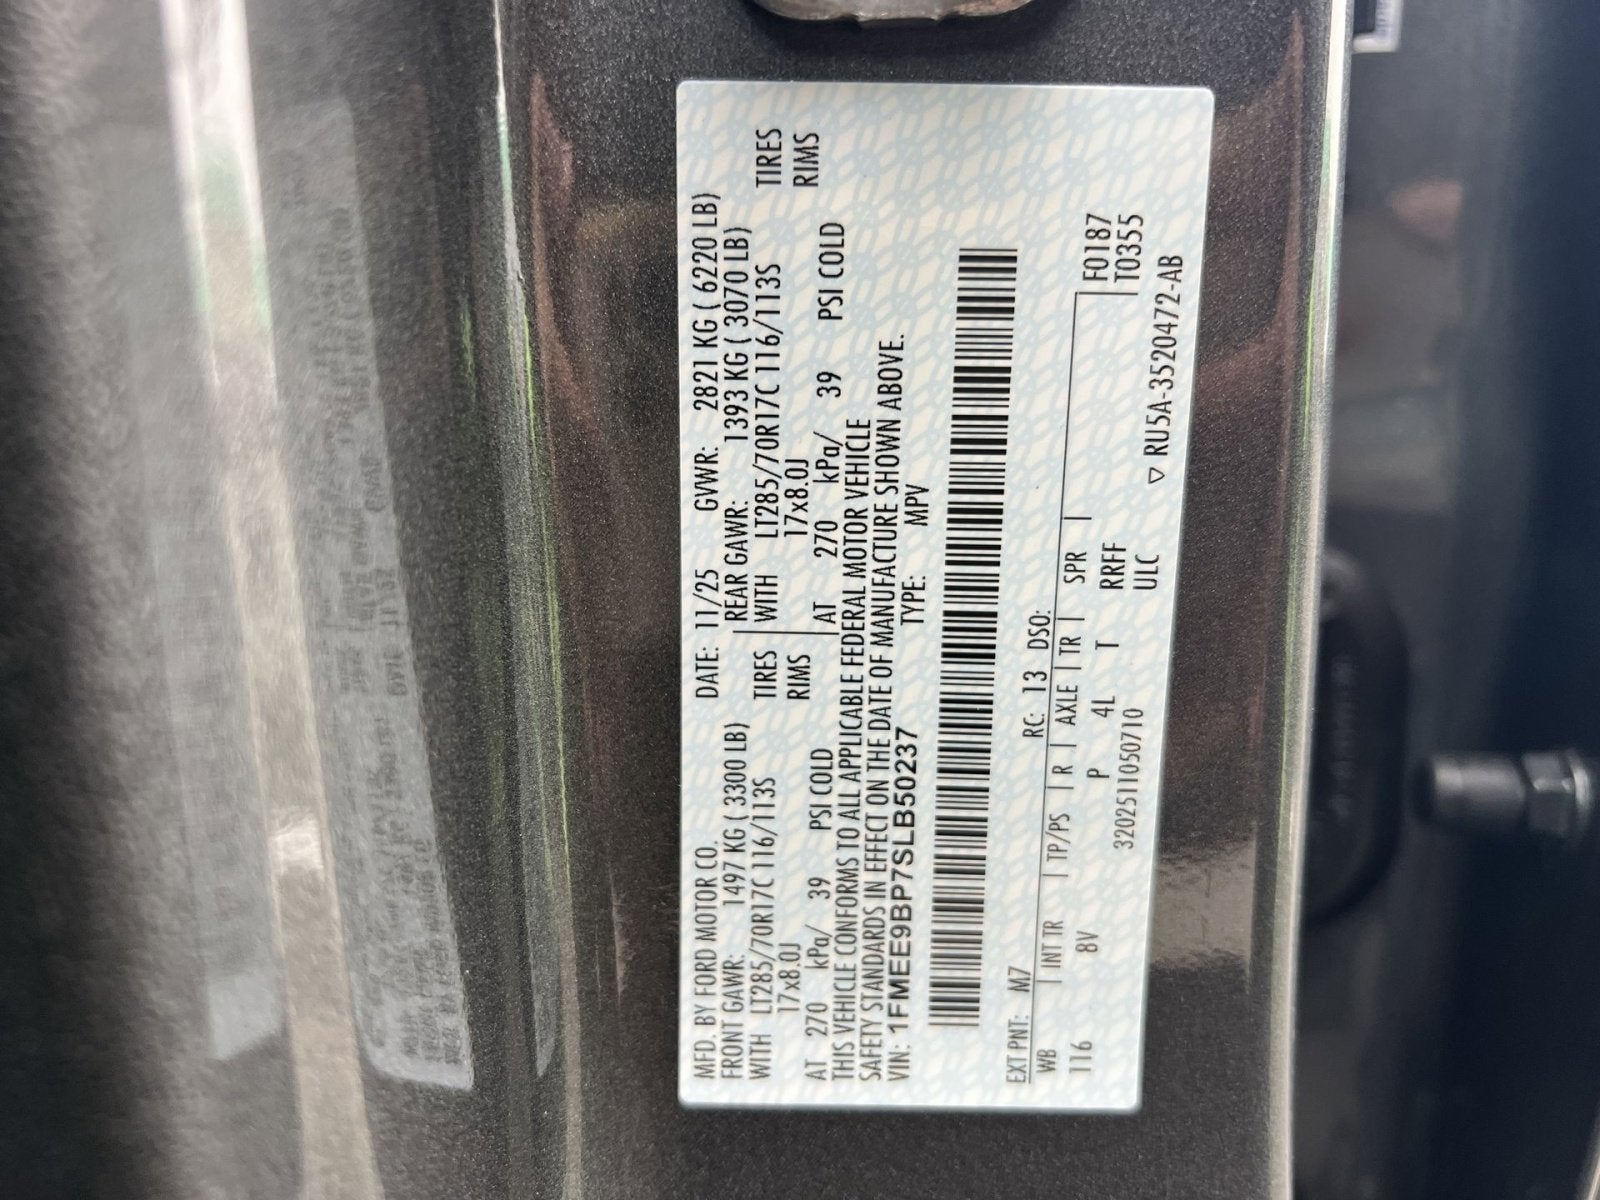 MFD. BY FORD MOTOR CO.
DATE: 11/25 GVWR: 2821 KG ( 6220 LB)
FRONT GAWR: 1497 KG ( 3300 LB)
REAR GAWR: 1393 KG ( 3070 LB)
WITH LT285/70R17C 116/113S TIRES
WITH LT285/70R17C 116/113S TIRES
17x8.0J RIMS
17x8.0J RIMS
AT 270 kPa/ 39 PSI COLD
AT 270 kPa/ 39 PSI COLD
THIS VEHICLE CONFORMS TO ALL APPLICABLE FEDERAL MOTOR VEHICLE
SAFETY STANDARDS IN EFFECT ON THE DATE OF MANUFACTURE SHOWN ABOVE.
VIN: 1FMEE9BP7SLB50237 TYPE: MPV
EXT PNT: M7 RC: 13 DSO:
WB INT TR TP/PS R AXLE TR SPR F0187
116 8V P 4L T RRFF T0355
320251105071O ULC
▽ RU5A-3520472-AB